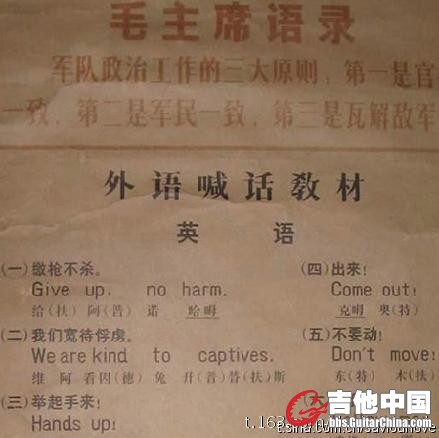 毛主席语录
军队政治工作的三大原则，第一是官
一致，第二是军民一致，第三是瓦解敌军
外语喊话教材
英语
(一) 缴枪不杀。
Give up, no harm.
给(扶) 阿(普) 诺 哈姆
(二) 我们宽待俘虏。
We are kind to captives.
维 阿 看因(德) 兔 开(普)替(扶)斯
(三) 举起手来！
Hands up!
(四) 出来！
Come out!
克姆 奥(特)
(五) 不要动！
Don't move!
东(特) 木(扶)
吉他中国
bbs.GuitarChina.com